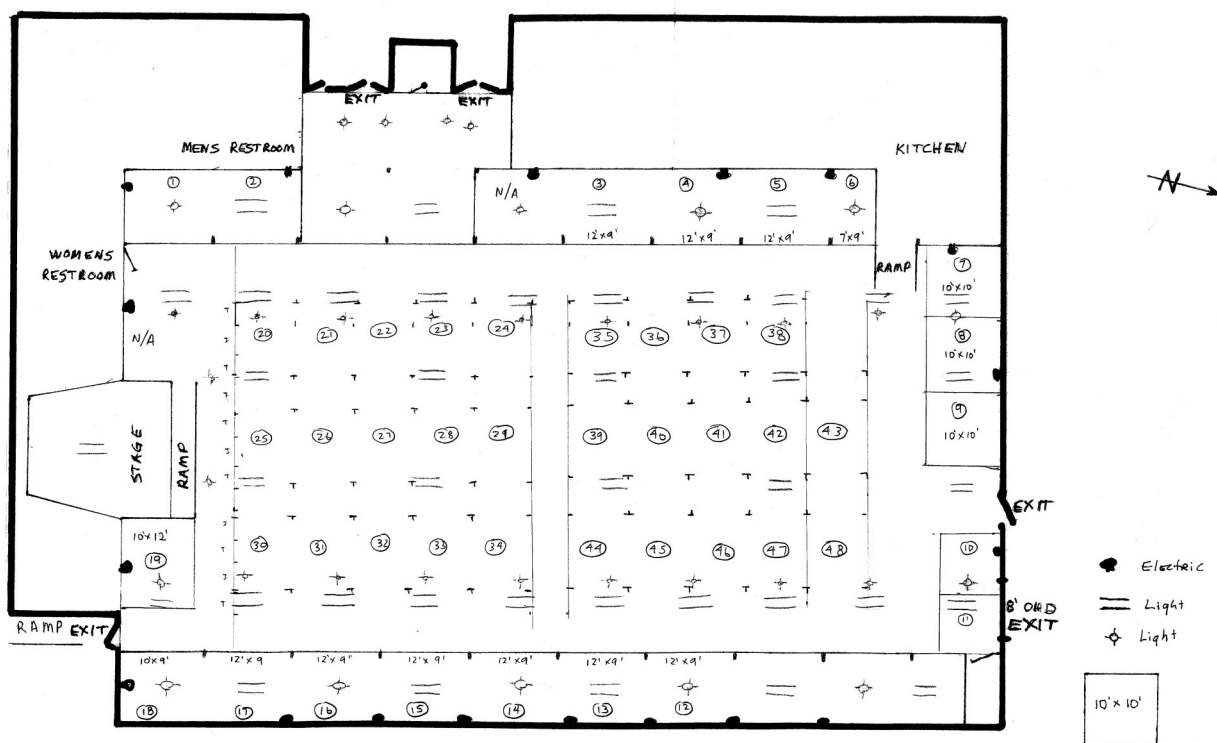 EXIT
EXIT
MENS RESTROOM
KITCHEN
N
1
2
N/A
3
4
5
6
12'x9'
12'x9'
12'x9'
7'x9'
WOMENS
RESTROOM
RAMP
7
10'x10'
N/A
20
21
22
23
24
35
36
37
38
8
10'x10'
9
10'x10'
STAGE
RAMP
25
26
27
28
29
39
40
41
42
43
EXIT
10'x12'
19
30
31
32
33
34
44
45
46
47
48
10
11
8' OHD
EXIT
Electric
Light
Light
RAMP EXIT
10x9'
12'x9
12'x9"
12'x9'
12'x9'
12'x9'
12'x9'
18
17
16
15
14
13
12
10'x10'